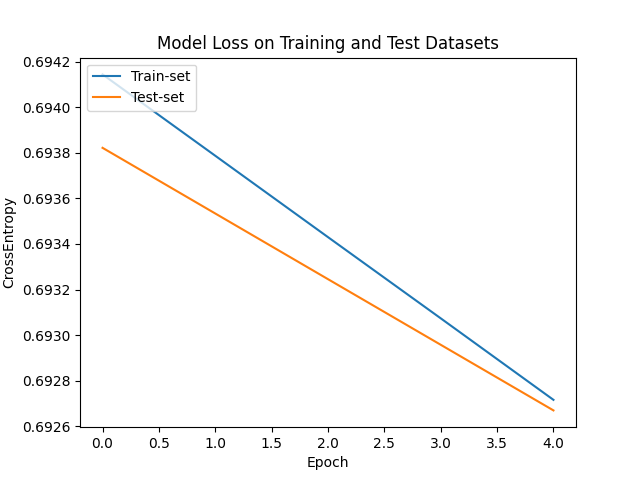 Model Loss on Training and Test Datasets
0.6942
0.6940
0.6938
0.6936
0.6934
0.6932
0.6930
0.6928
0.6926
CrossEntropy
Train-set
Test-set
0.0 0.5 1.0 1.5 2.0 2.5 3.0 3.5 4.0
Epoch